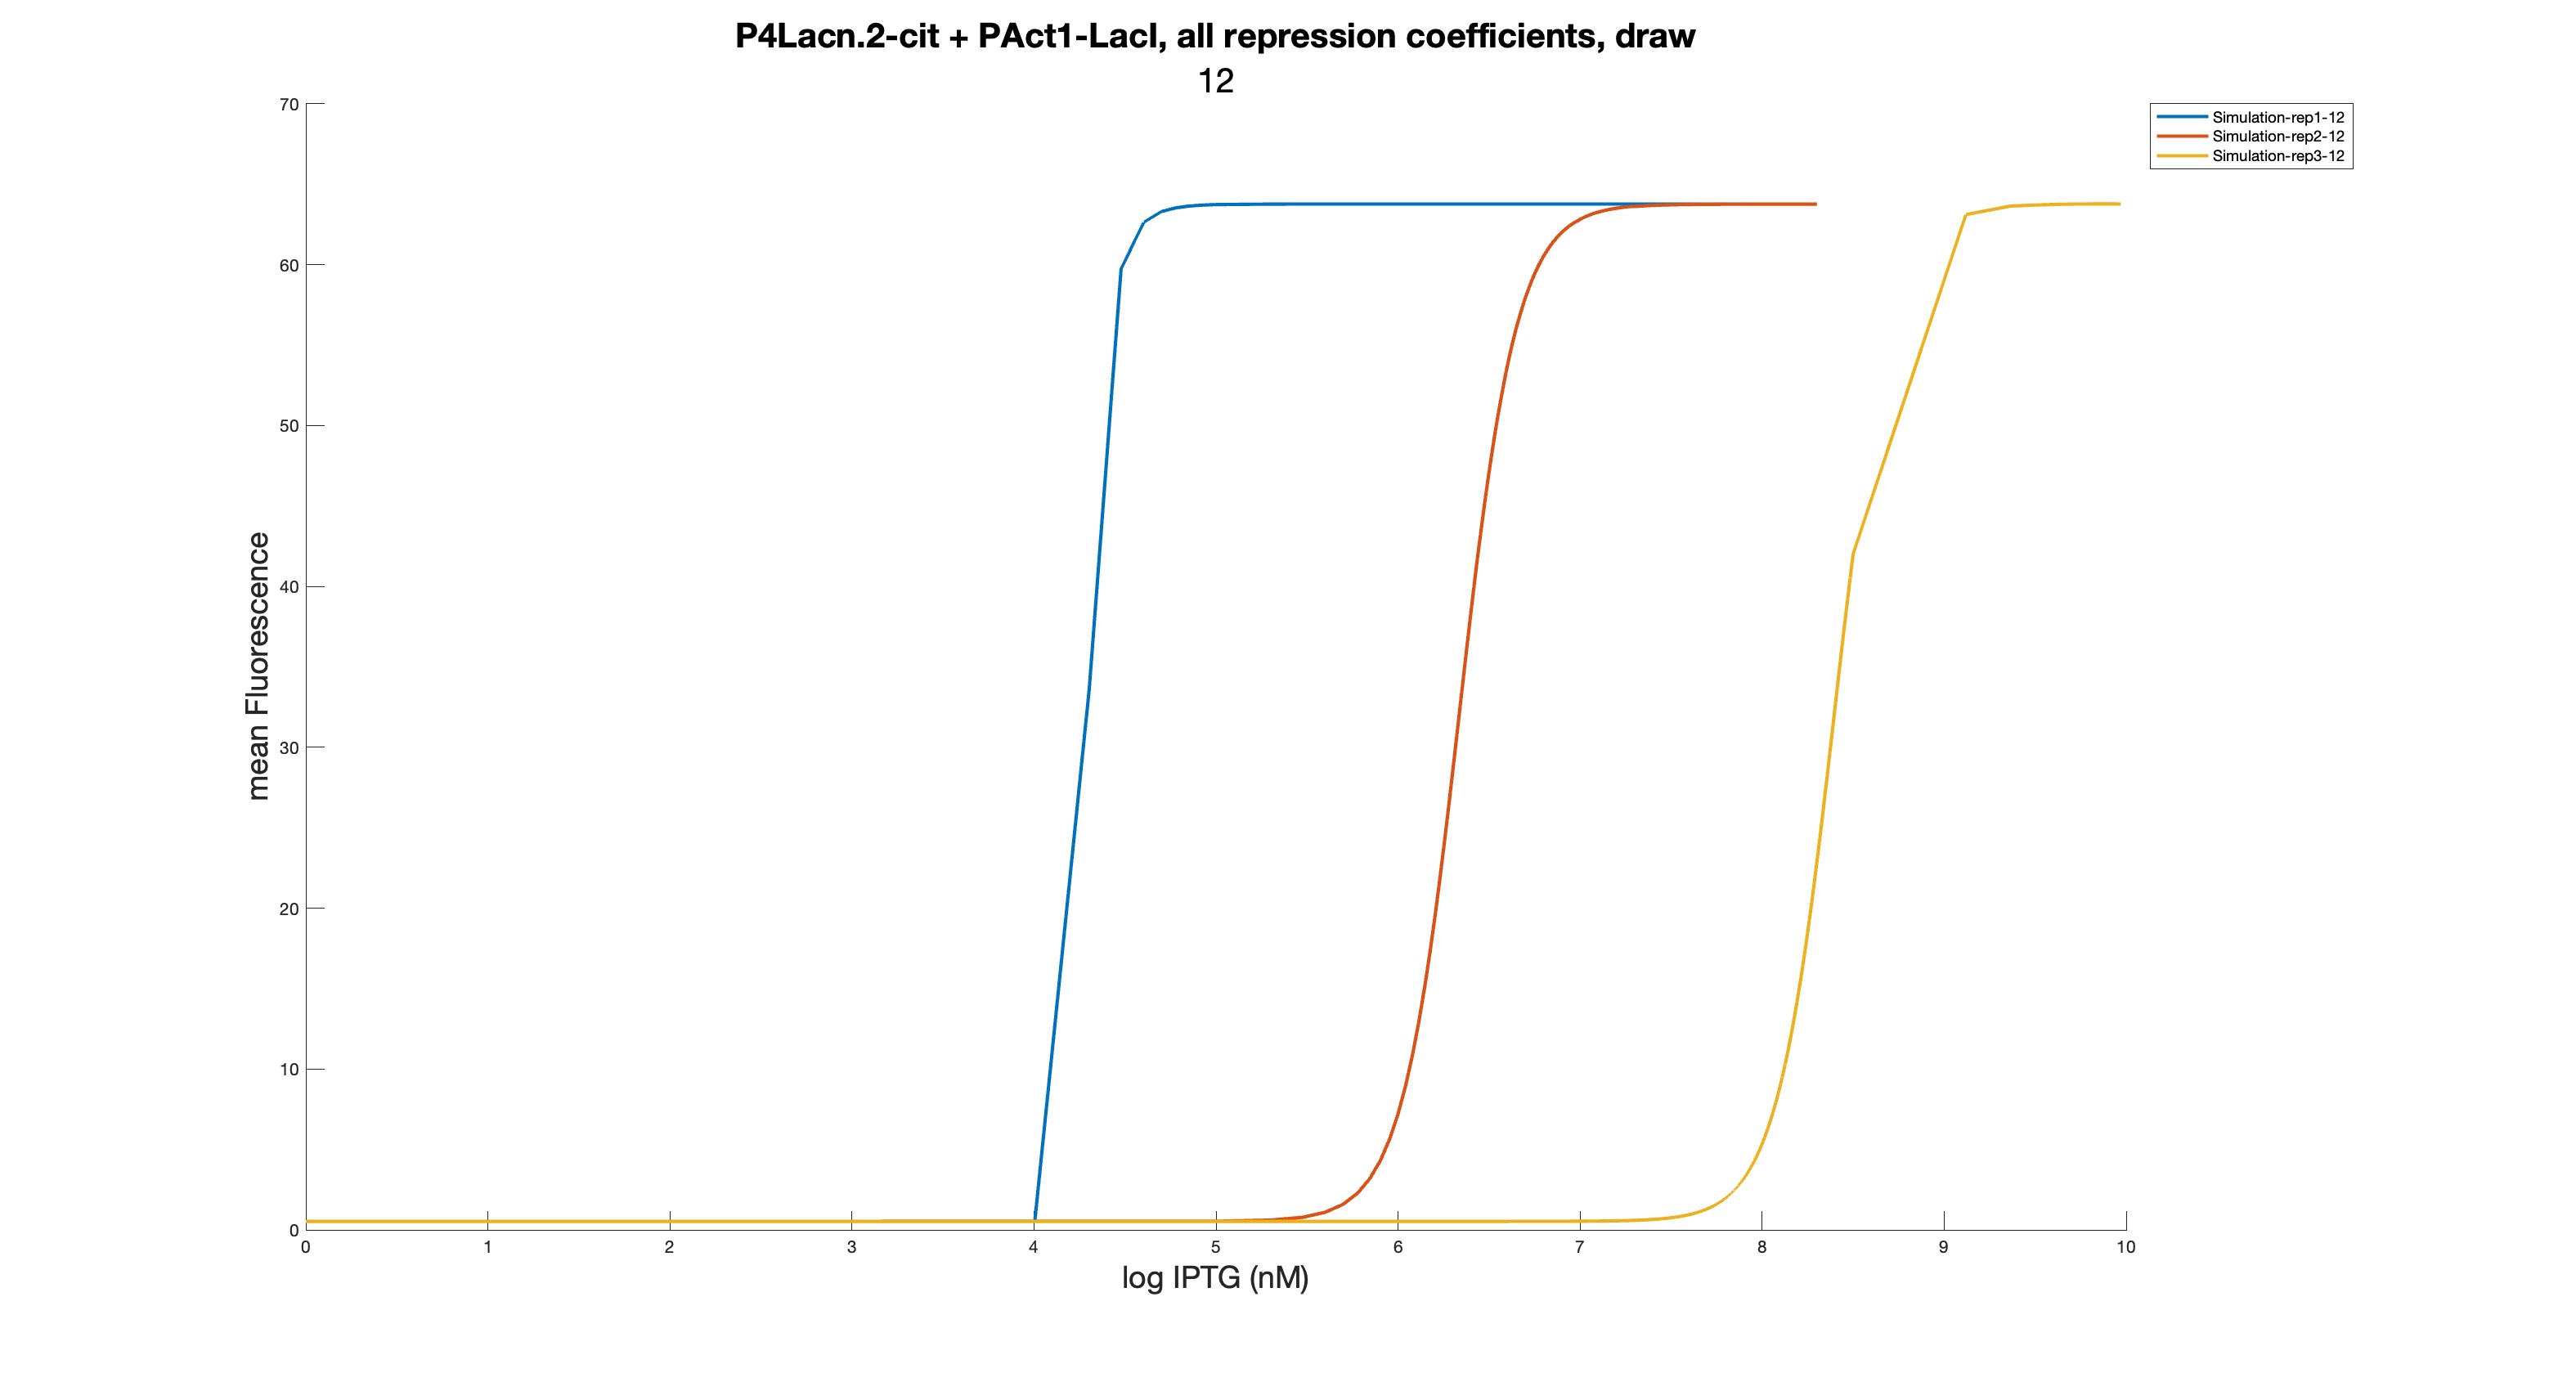 P4Lacn.2-cit + PAct1-LacI, all repression coefficients, draw
12
70
60
50
40
30
20
10
0
mean Fluorescence
0 1 2 3 4 5 6 7 8 9 10
log IPTG (nM)
Simulation-rep1-12
Simulation-rep2-12
Simulation-rep3-12